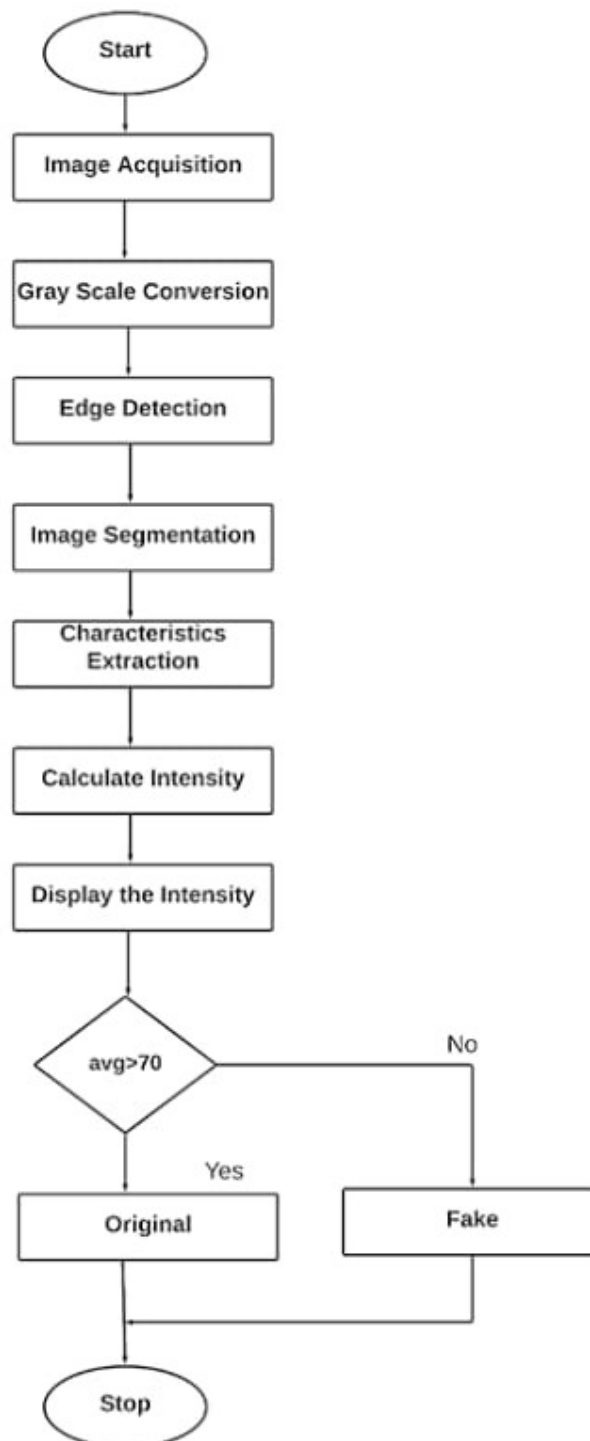 Start
Image Acquisition
Gray Scale Conversion
Edge Detection
Image Segmentation
Characteristics
Extraction
Calculate Intensity
Display the Intensity
avg>70
No
Yes
Original
Fake
Stop